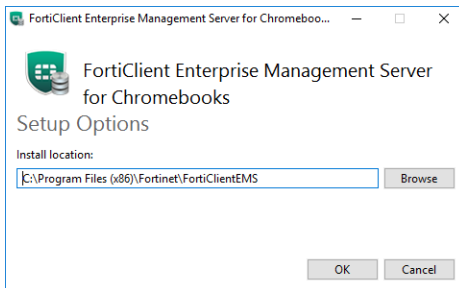 FortiClient Enterprise Management Server for Chromeboo...
FortiClient Enterprise Management Server
for Chromebooks
Setup Options
Install location:
C:\Program Files (x86)\Fortinet\FortiClientEMS
Browse
OK Cancel